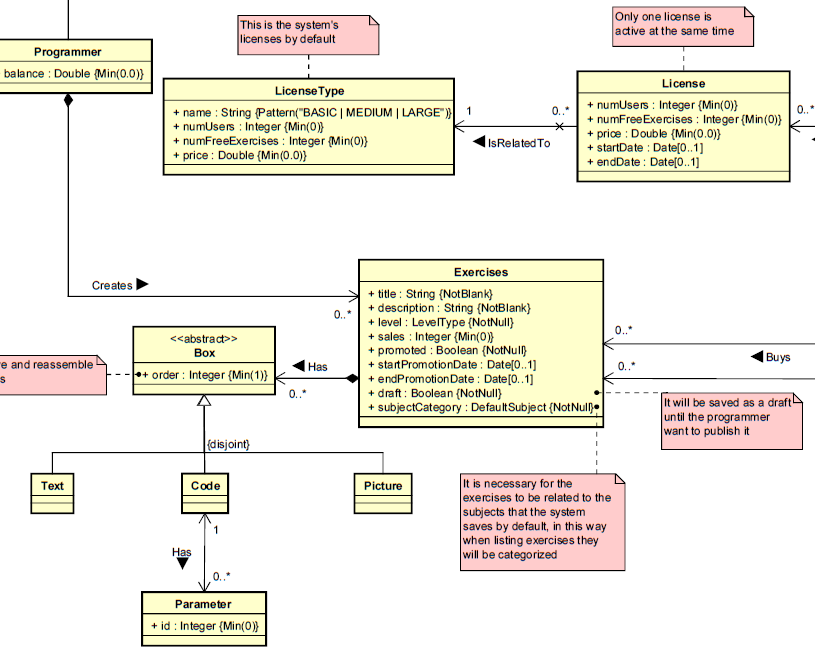 This is the system's
licenses by default
Only one license is
active at the same time
Programmer
balance : Double {Min(0.0)}
LicenseType
+ name : String {Pattern("BASIC | MEDIUM | LARGE")}
+ numUsers : Integer {Min(0)}
+ numFreeExercises : Integer {Min(0)}
+ price : Double {Min(0.0)}
1
0..*
IsRelatedTo
License
+ numUsers : Integer {Min(0)}
+ numFreeExercises : Integer {Min(0)}
+ price : Double {Min(0.0)}
+ startDate : Date[0..1]
+ endDate : Date[0..1]
0..*
Creates
0..*
Exercises
+ title : String {NotBlank}
+ description : String {NotBlank}
+ level : LevelType {NotNull}
+ sales : Integer {Min(0)}
+ promoted : Boolean {NotNull}
+ startPromotionDate : Date[0..1]
+ endPromotionDate : Date[0..1]
+ draft : Boolean {NotNull}
+ subjectCategory : DefaultSubject {NotNull}
0..*
Buys
0..*
<<abstract>>
Box
+ order : Integer {Min(1)}
Has
0..*
and reassemble
It will be saved as a draft
until the programmer
want to publish it
{disjoint}
Text
Code
Picture
It is necessary for the
exercises to be related to the
subjects that the system
saves by default, in this way
when listing exercises they
will be categorized
1
Has
0..*
Parameter
+ id : Integer {Min(0)}